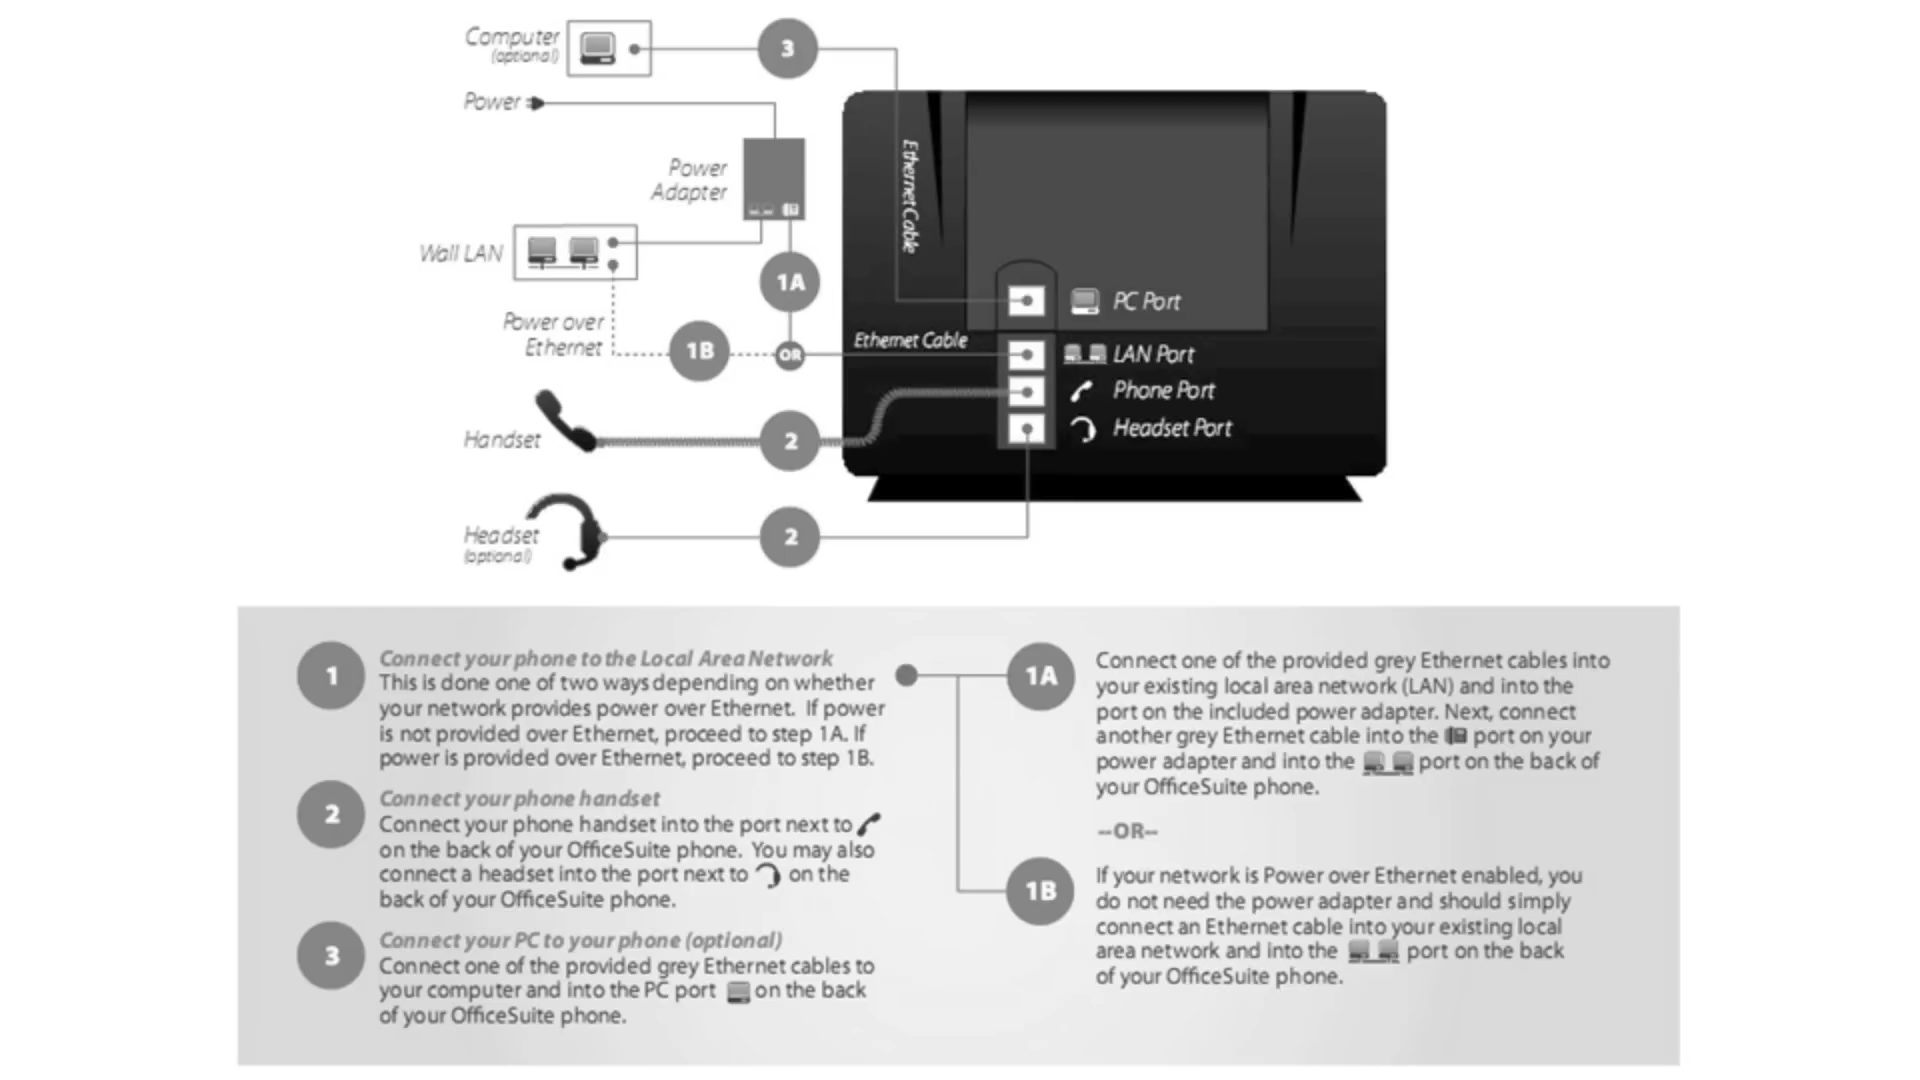 Computer
(optional)
3
Power
Power
Adapter
Wall LAN
1A
Power over
Ethernet
1B
OR
Handset
2
Headset
(optional)
2
Ethernet Cable
Ethernet Cable
PC Port
LAN Port
Phone Port
Headset Port
1
Connect your phone to the Local Area Network
This is done one of two ways depending on whether
your network provides power over Ethernet. If power
is not provided over Ethernet, proceed to step 1A. If
power is provided over Ethernet, proceed to step 1B.
2
Connect your phone handset
Connect your phone handset into the port next to
on the back of your OfficeSuite phone. You may also
connect a headset into the port next to on the
back of your OfficeSuite phone.
3
Connect your PC to your phone (optional)
Connect one of the provided grey Ethernet cables to
your computer and into the PC port on the back
of your OfficeSuite phone.
1A
Connect one of the provided grey Ethernet cables into
your existing local area network (LAN) and into the
port on the included power adapter. Next, connect
another grey Ethernet cable into the port on your
power adapter and into the port on the back of
your OfficeSuite phone.
--OR--
1B
If your network is Power over Ethernet enabled, you
do not need the power adapter and should simply
connect an Ethernet cable into your existing local
area network and into the port on the back
of your OfficeSuite phone.